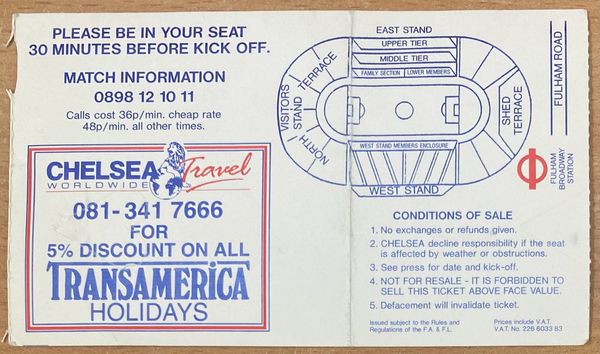 PLEASE BE IN YOUR SEAT
30 MINUTES BEFORE KICK OFF.
MATCH INFORMATION
0898 12 10 11
Calls cost 36p/min. cheap rate
48p/min. all other times.
CHELSEA Travel
WORLDWIDE
081-341 7666
FOR
5% DISCOUNT ON ALL
TRANSAMERICA
HOLIDAYS
EAST STAND
UPPER TIER
MIDDLE TIER
FAMILY SECTION LOWER MEMBERS
VISITORS
STAND TERRACE
NORTH
WEST STAND MEMBERS ENCLOSURE
WEST STAND
SHED
TERRACE
FULHAM ROAD
FULHAM
BROADWAY
STATION
CONDITIONS OF SALE
1. No exchanges or refunds given.
2. CHELSEA decline responsibility if the seat
is affected by weather or obstructions.
3. See press for date and kick-off.
4. NOT FOR RESALE - IT IS FORBIDDEN TO
SELL THIS TICKET ABOVE FACE VALUE.
5. Defacement will invalidate ticket.
Issued subject to the Rules and
Regulations of the F.A. & F.L.
Prices include V.A.T.
V.A.T. No. 226 6033 83